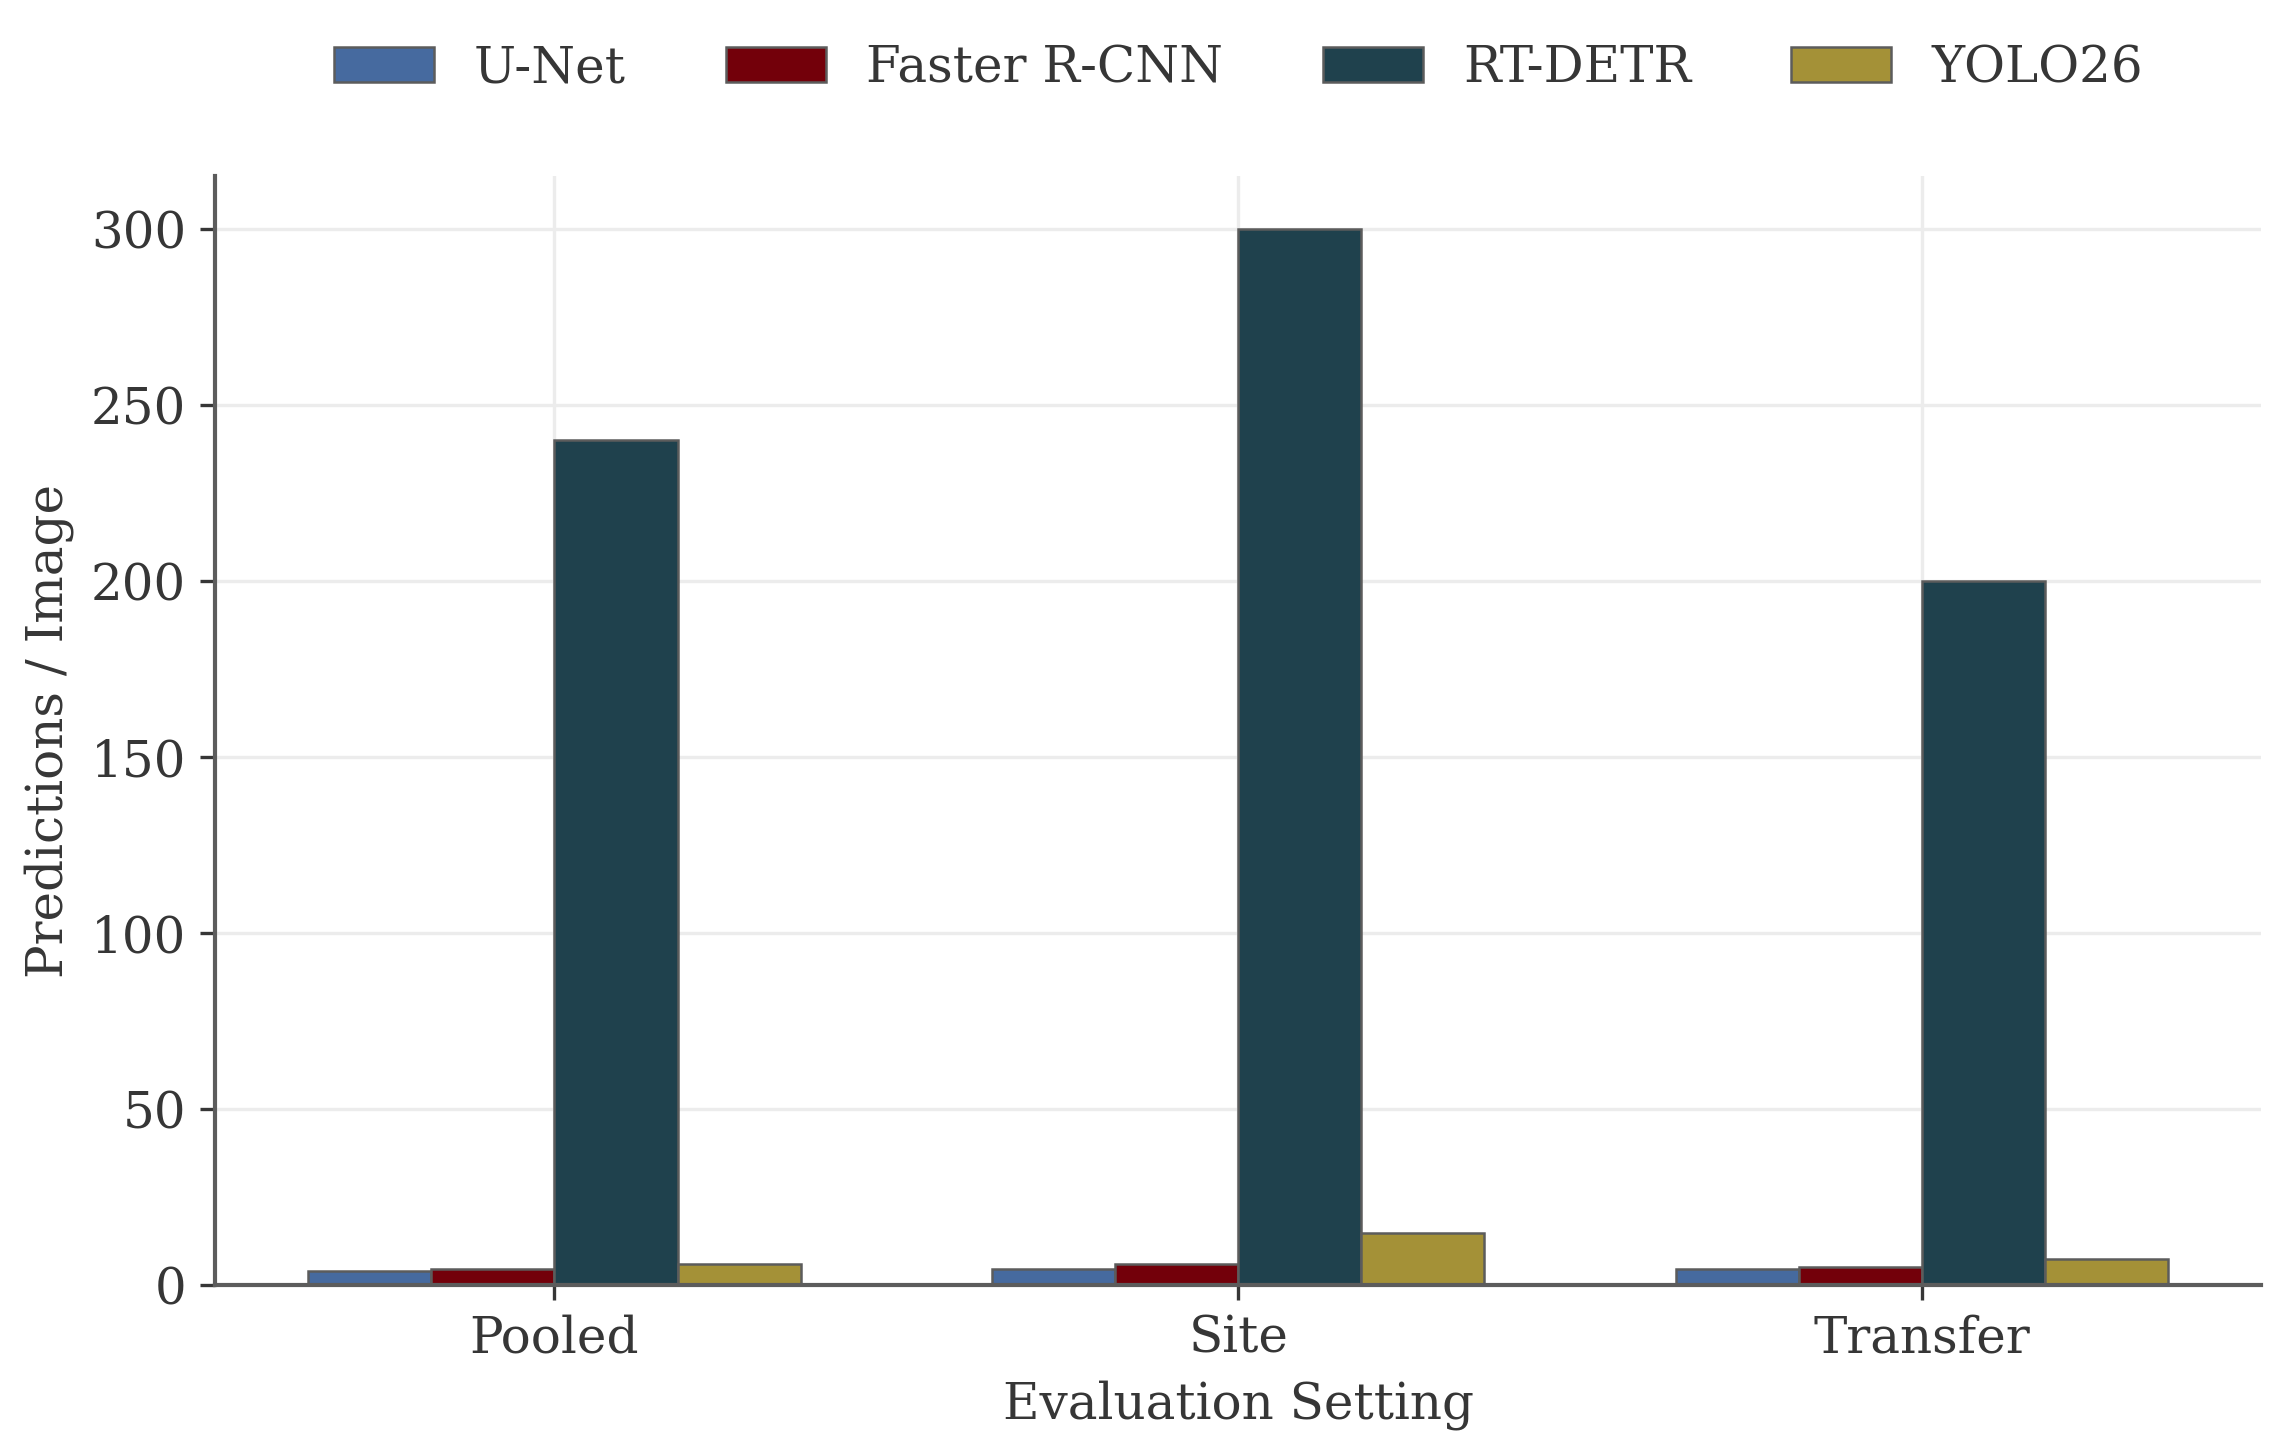 U-Net Faster R-CNN RT-DETR YOLO26
Predictions / Image
300
250
200
150
100
50
0
Pooled Site Transfer
Evaluation Setting